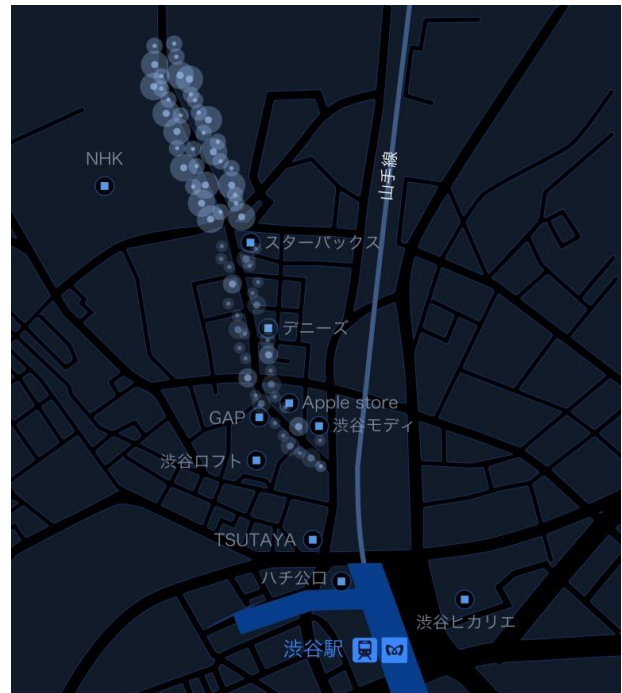 山手線
NHK
スターバックス
デニーズ
Apple store
GAP
渋谷モディ
渋谷ロフト
TSUTAYA
ハチ公口
渋谷ヒカリエ
渋谷駅